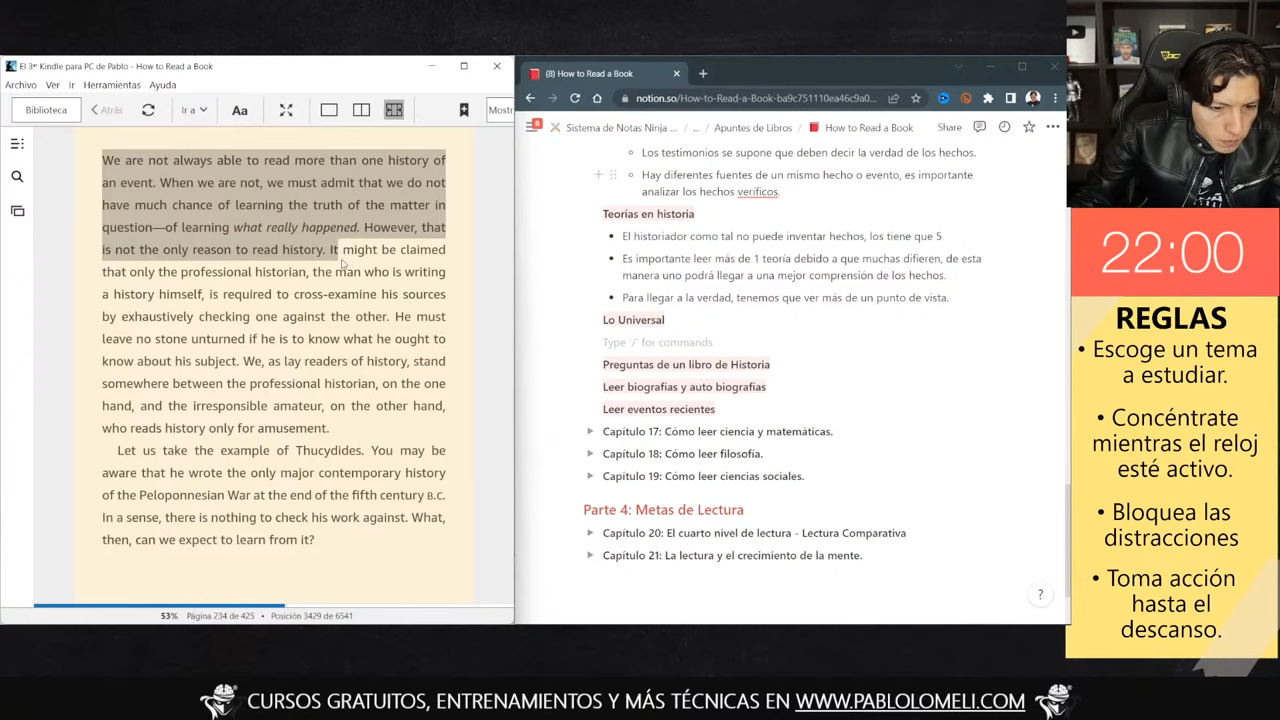 El 3er Kindle para PC de Pablo - How to Read a Book
Archivo Ver Ir Herramientas Ayuda
Biblioteca
Atrás
Ir a
Aa
Mostr
We are not always able to read more than one history of
an event. When we are not, we must admit that we do not
have much chance of learning the truth of the matter in
question—of learning what really happened. However, that
is not the only reason to read history. It might be claimed
that only the professional historian, the man who is writing
a history himself, is required to cross-examine his sources
by exhaustively checking one against the other. He must
leave no stone unturned if he is to know what he ought to
know about his subject. We, as lay readers of history, stand
somewhere between the professional historian, on the one
hand, and the irresponsible amateur, on the other hand,
who reads history only for amusement.
Let us take the example of Thucydides. You may be
aware that he wrote the only major contemporary history
of the Peloponnesian War at the end of the fifth century B.C.
In a sense, there is nothing to check his work against. What,
then, can we expect to learn from it?
53% Página 234 de 425 • Posición 3429 de 6541
(8) How to Read a Book
notion.so/How-to-Read-a-Book-ba9c751110ea46c9a0...
8
Sistema de Notas Ninja ... / ... / Apuntes de Libros / How to Read a Book
Share
Los testimonios se supone que deben decir la verdad de los hechos.
Hay diferentes fuentes de un mismo hecho o evento, es importante
analizar los hechos veríficos.
Teorías en historia
El historiador como tal no puede inventar hechos, los tiene que 5
Es importante leer más de 1 teoría debido a que muchas difieren, de esta
manera uno podrá llegar a una mejor comprensión de los hechos.
Para llegar a la verdad, tenemos que ver más de un punto de vista.
Lo Universal
Type '/' for commands
Preguntas de un libro de Historia
Leer biografías y auto biografías
Leer eventos recientes
Capítulo 17: Cómo leer ciencia y matemáticas.
Capítulo 18: Cómo leer filosofía.
Capítulo 19: Cómo leer ciencias sociales.
Parte 4: Metas de Lectura
Capítulo 20: El cuarto nivel de lectura - Lectura Comparativa
Capítulo 21: La lectura y el crecimiento de la mente.
?
22:00
REGLAS
• Escoge un tema
a estudiar.
• Concéntrate
mientras el reloj
esté activo.
• Bloquea las
distracciones
• Toma acción
hasta el
descanso.
CURSOS GRATUITOS, ENTRENAMIENTOS Y MÁS TÉCNICAS EN WWW.PABLOLOMELI.COM